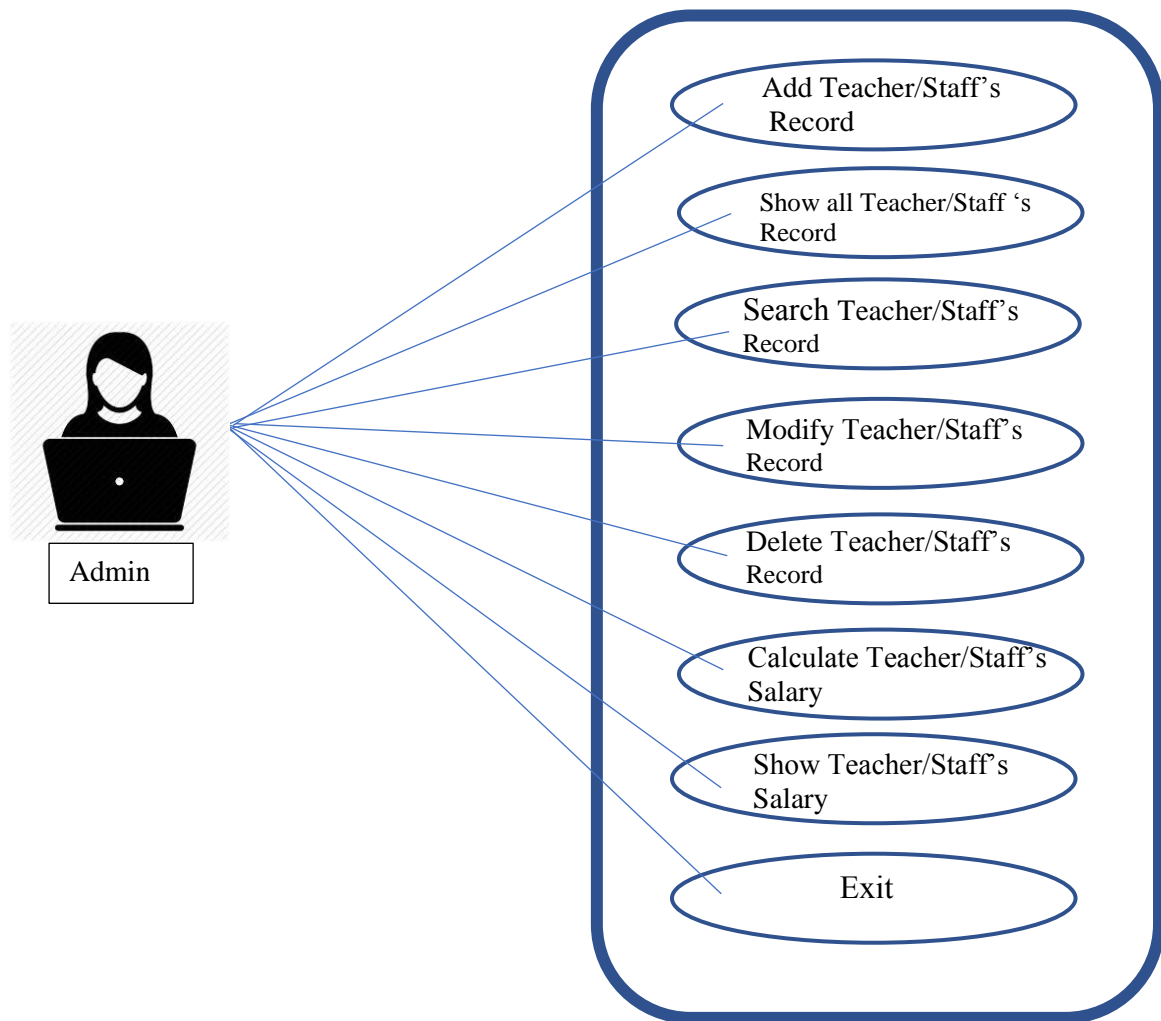 Add Teacher/Staff’s
Record
Show all Teacher/Staff ‘s
Record
Search Teacher/Staff’s
Record
Modify Teacher/Staff’s
Record
Delete Teacher/Staff’s
Record
Admin
Calculate Teacher/Staff’s
Salary
Show Teacher/Staff’s
Salary
Exit